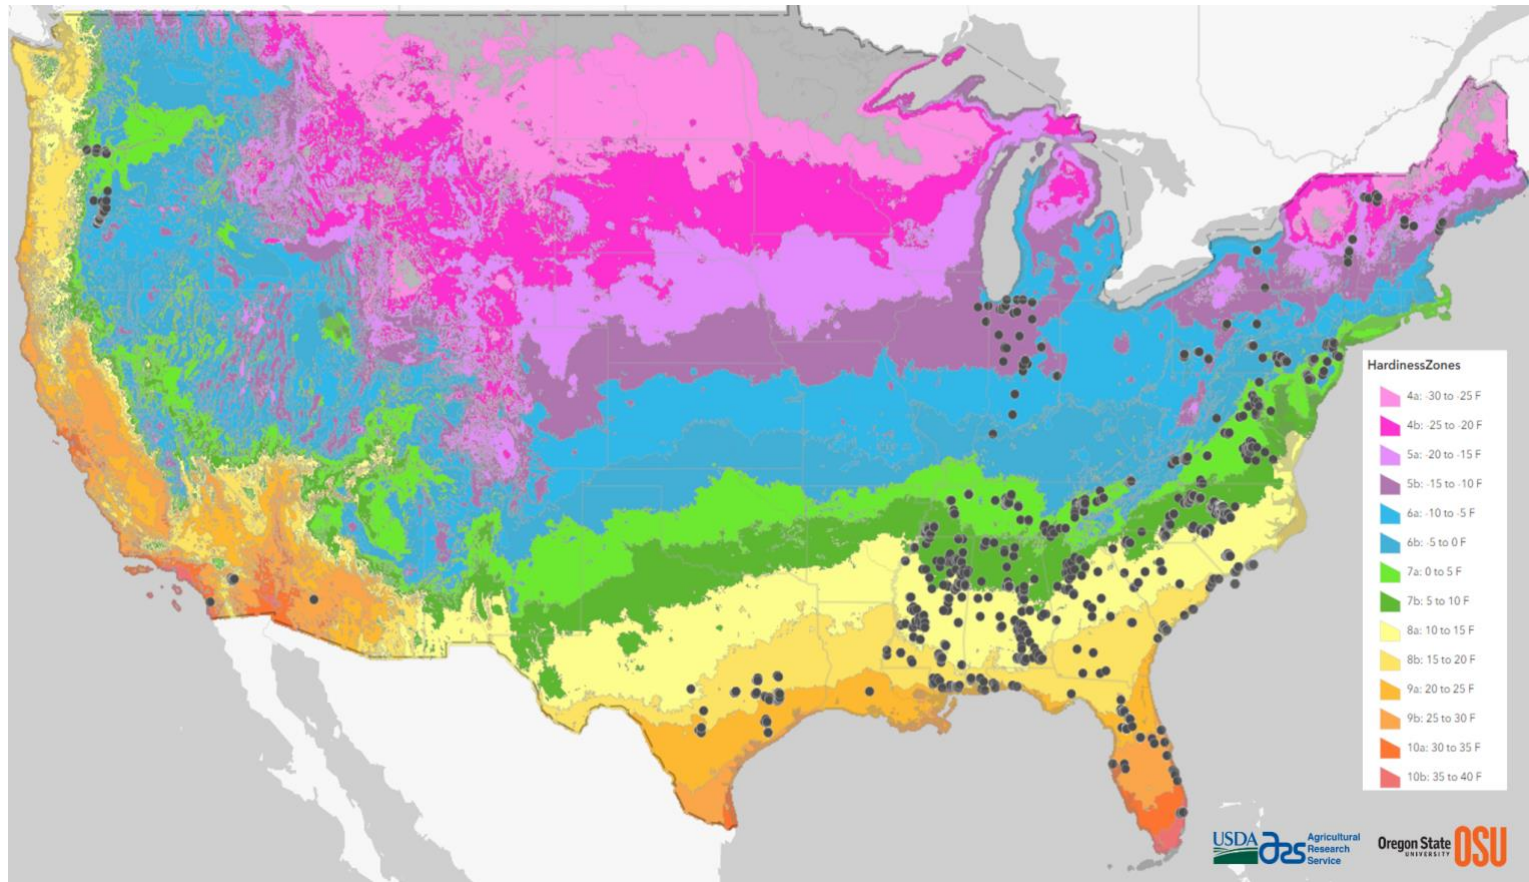 HardinessZones
4a: -30 to -25 F
4b: -25 to -20 F
5a: -20 to -15 F
5b: -15 to -10 F
6a: -10 to -5 F
6b: -5 to 0 F
7a: 0 to 5 F
7b: 5 to 10 F
8a: 10 to 15 F
8b: 15 to 20 F
9a: 20 to 25 F
9b: 25 to 30 F
10a: 30 to 35 F
10b: 35 to 40 F
USDA ars Agricultural
Research
Service
Oregon State OSU
UNIVERSITY